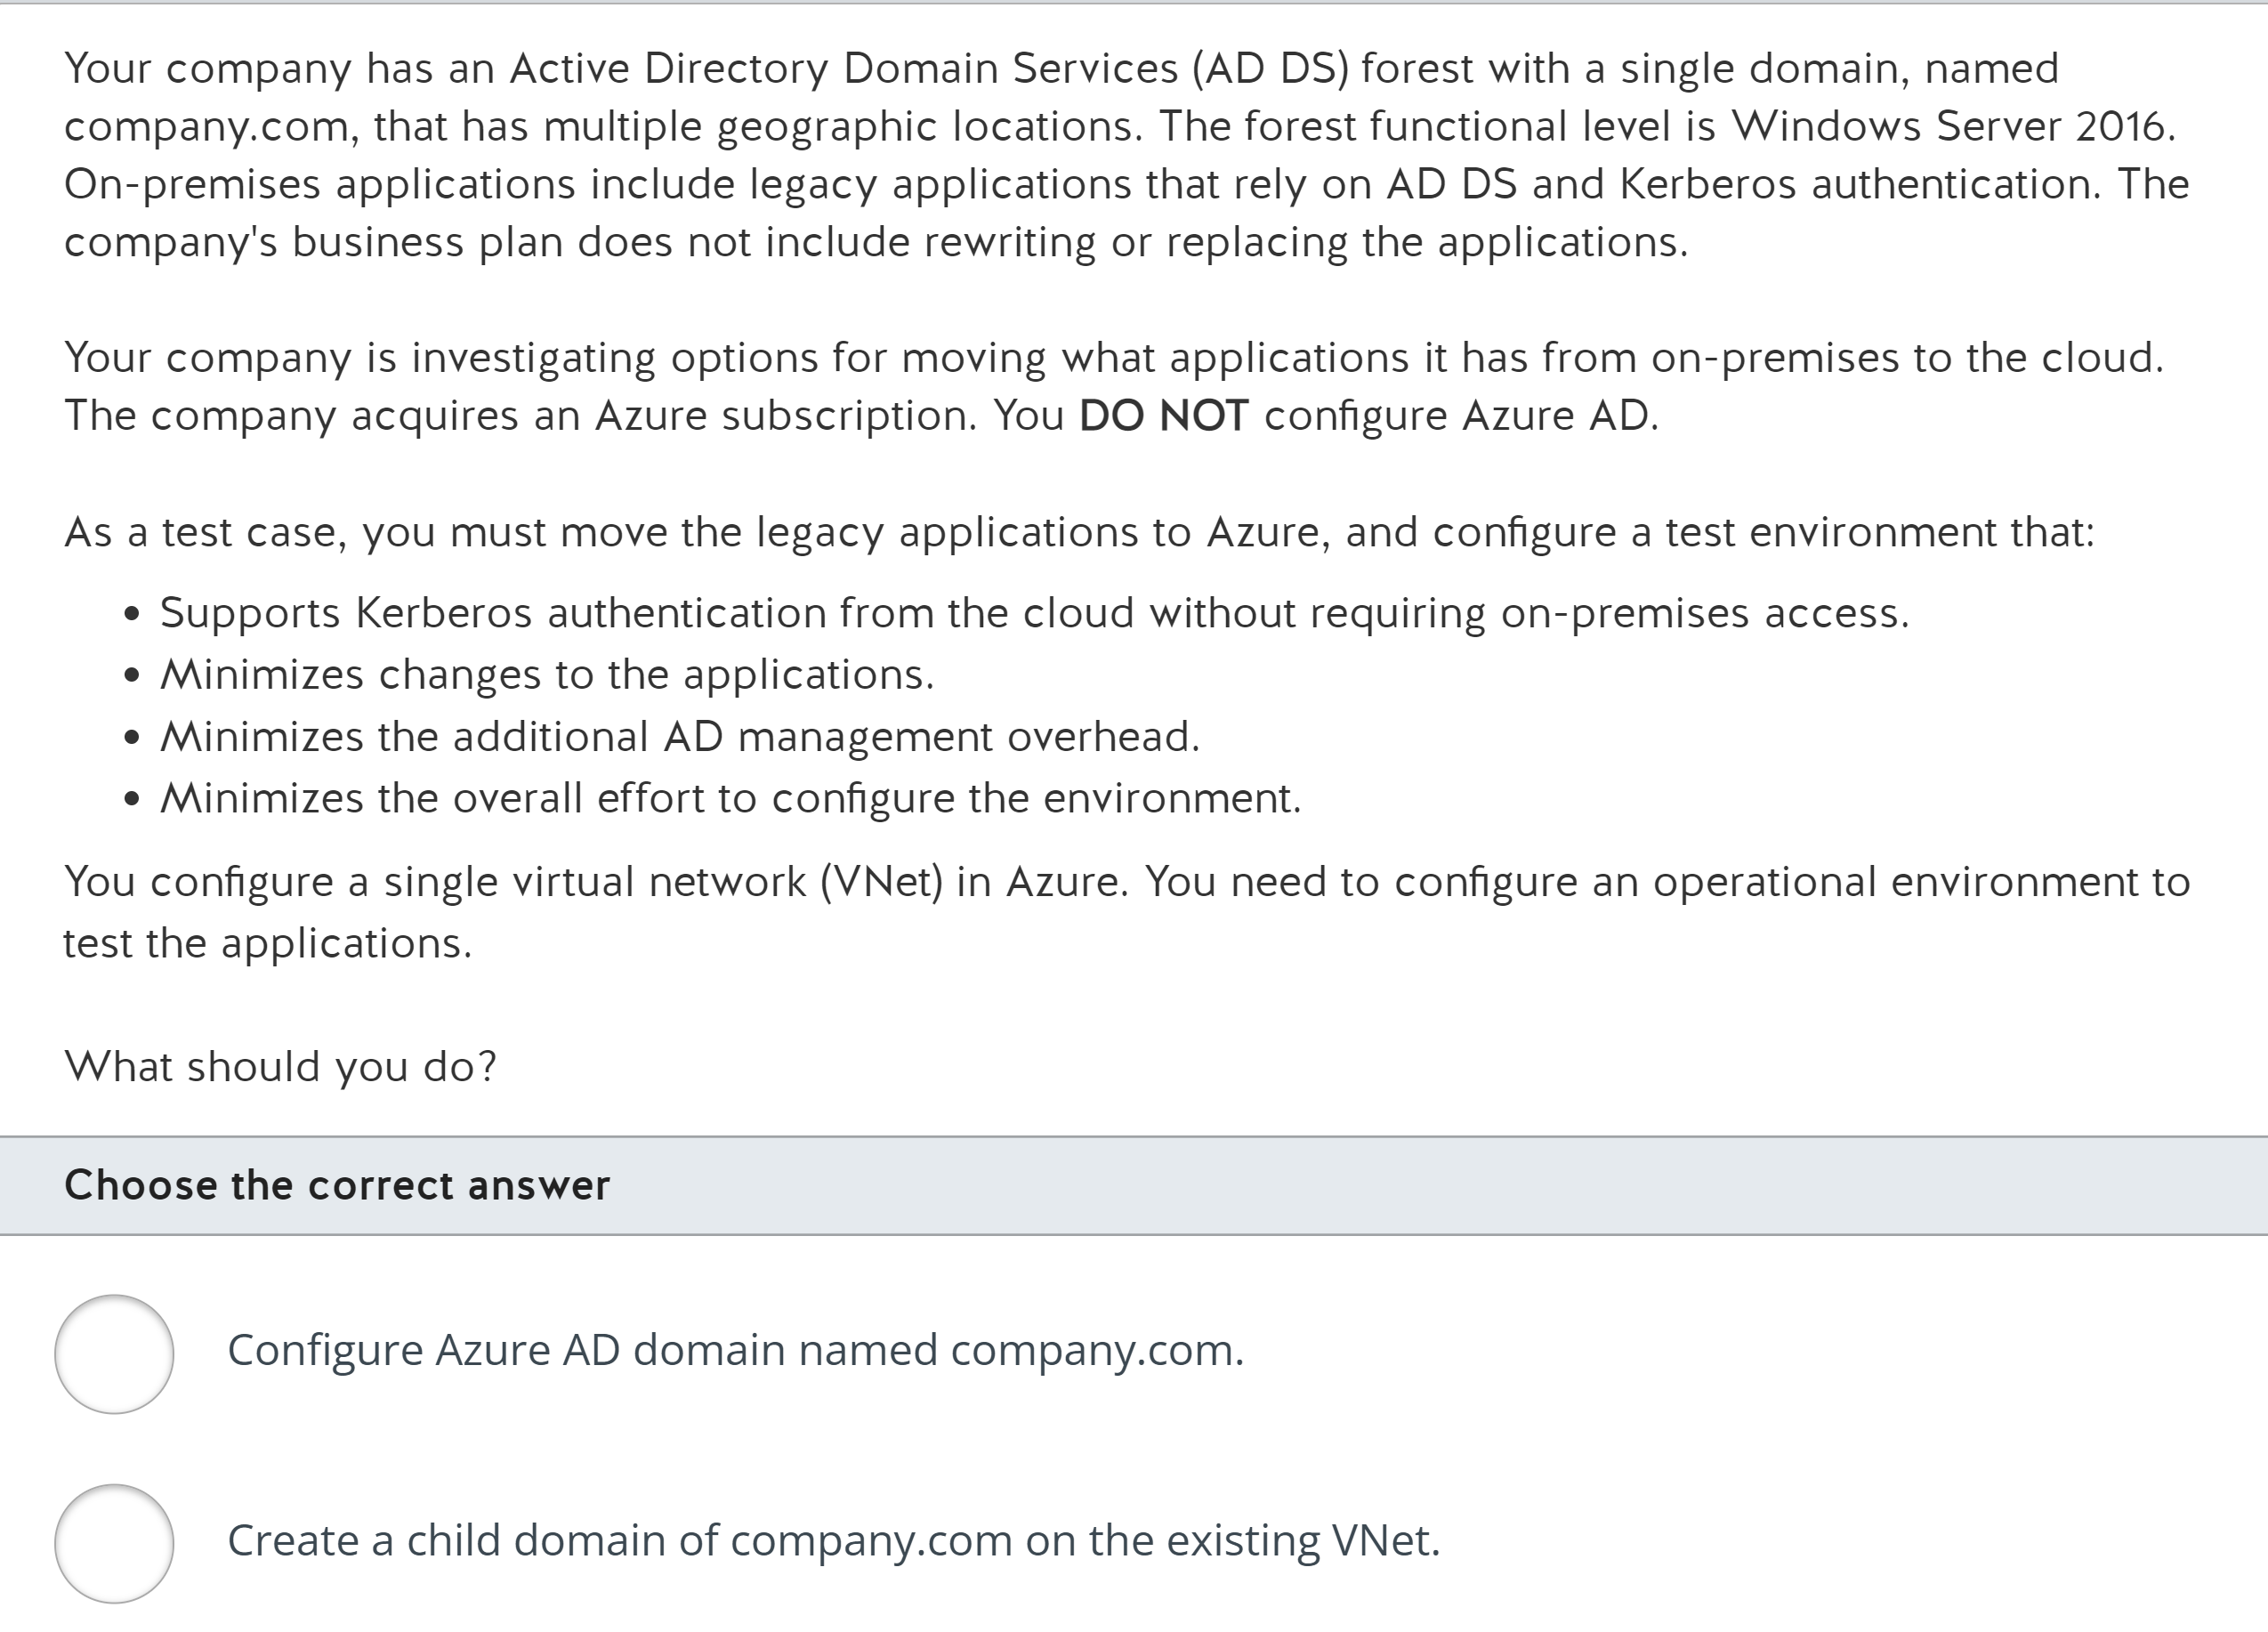 Your company has an Active Directory Domain Services (AD DS) forest with a single domain, named
company.com, that has multiple geographic locations. The forest functional level is Windows Server 2016.
On-premises applications include legacy applications that rely on AD DS and Kerberos authentication. The
company's business plan does not include rewriting or replacing the applications.
Your company is investigating options for moving what applications it has from on-premises to the cloud.
The company acquires an Azure subscription. You DO NOT configure Azure AD.
As a test case, you must move the legacy applications to Azure, and configure a test environment that:
• Supports Kerberos authentication from the cloud without requiring on-premises access.
• Minimizes changes to the applications.
• Minimizes the additional AD management overhead.
• Minimizes the overall effort to configure the environment.
You configure a single virtual network (VNet) in Azure. You need to configure an operational environment to
test the applications.
What should you do?
Choose the correct answer
Configure Azure AD domain named company.com.
Create a child domain of company.com on the existing VNet.